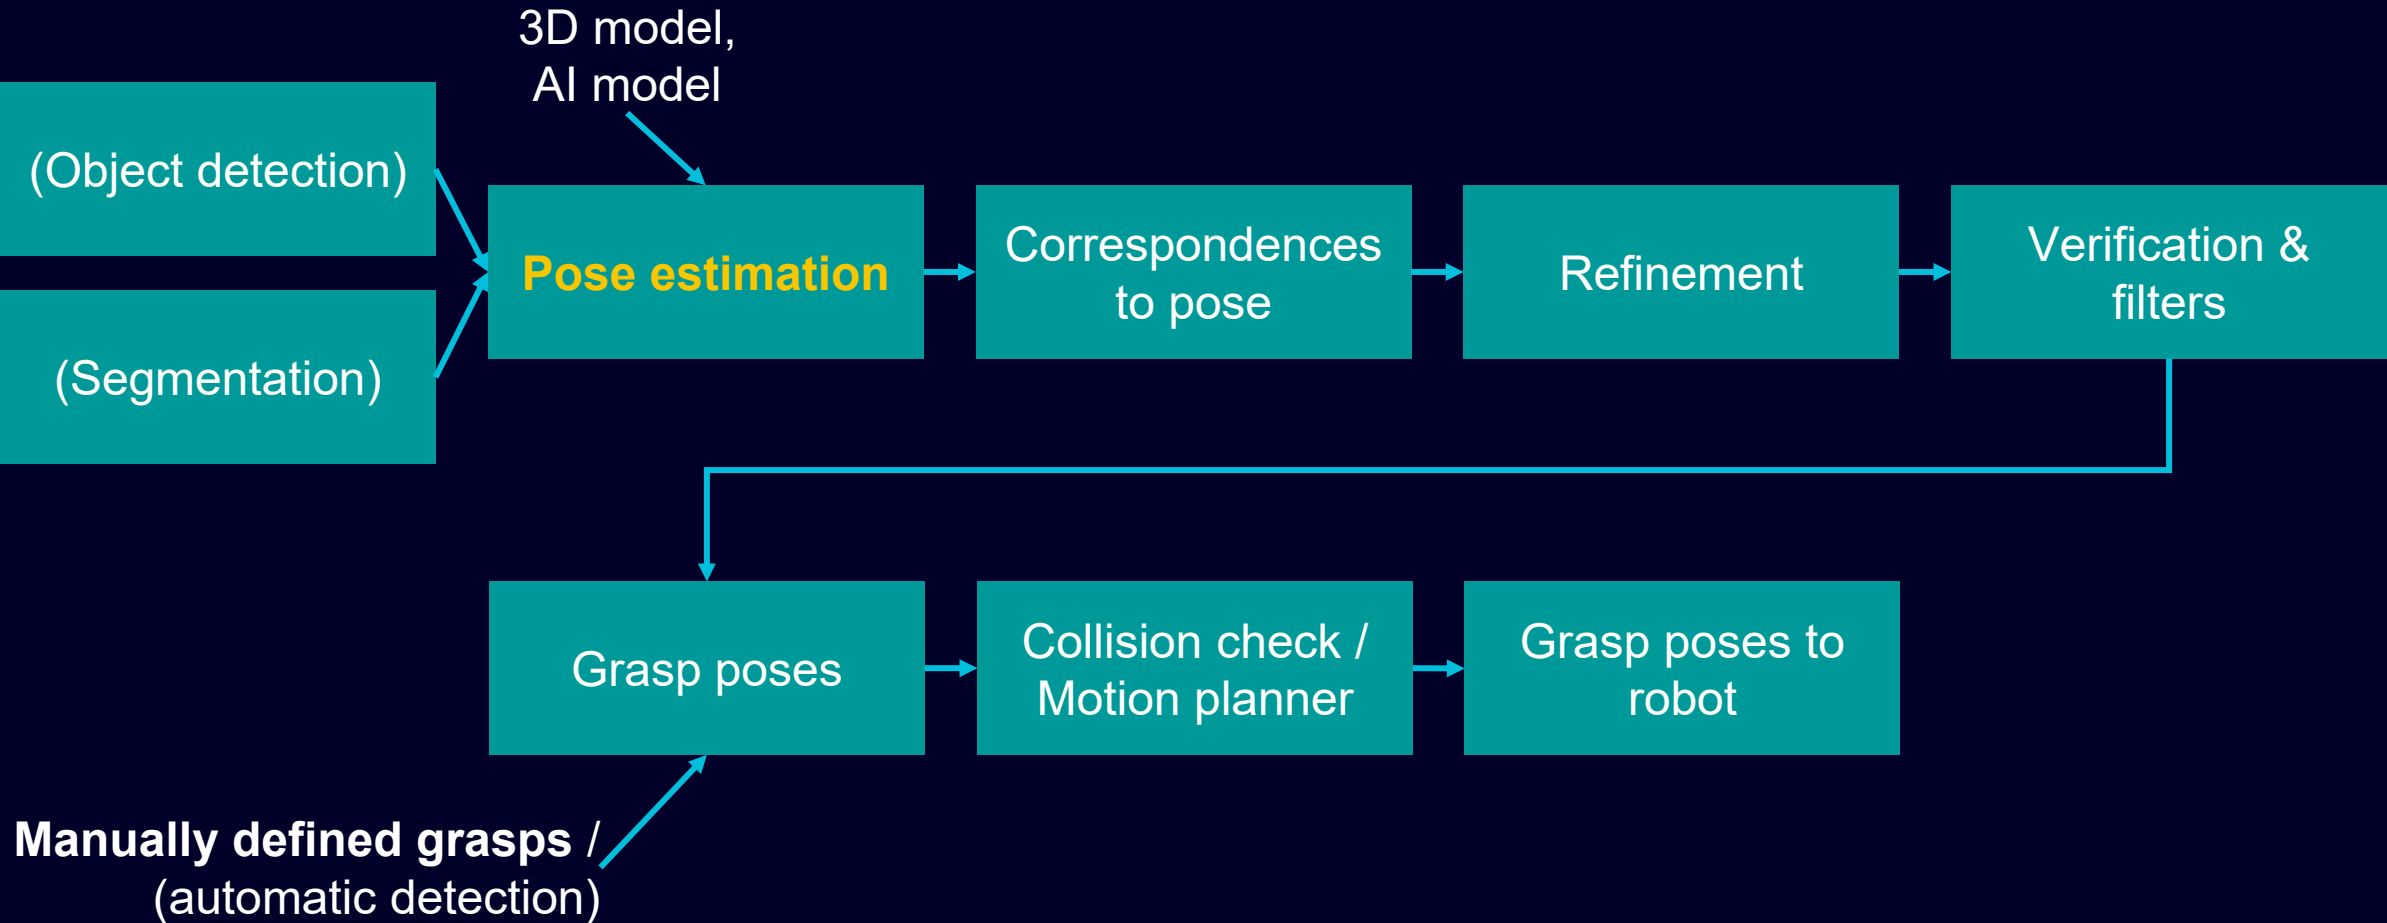 3D model,
AI model
(Object detection)
(Segmentation)
Pose estimation
Correspondences
to pose
Refinement
Verification &
filters
Grasp poses
Collision check /
Motion planner
Grasp poses to
robot
Manually defined grasps /
(automatic detection)